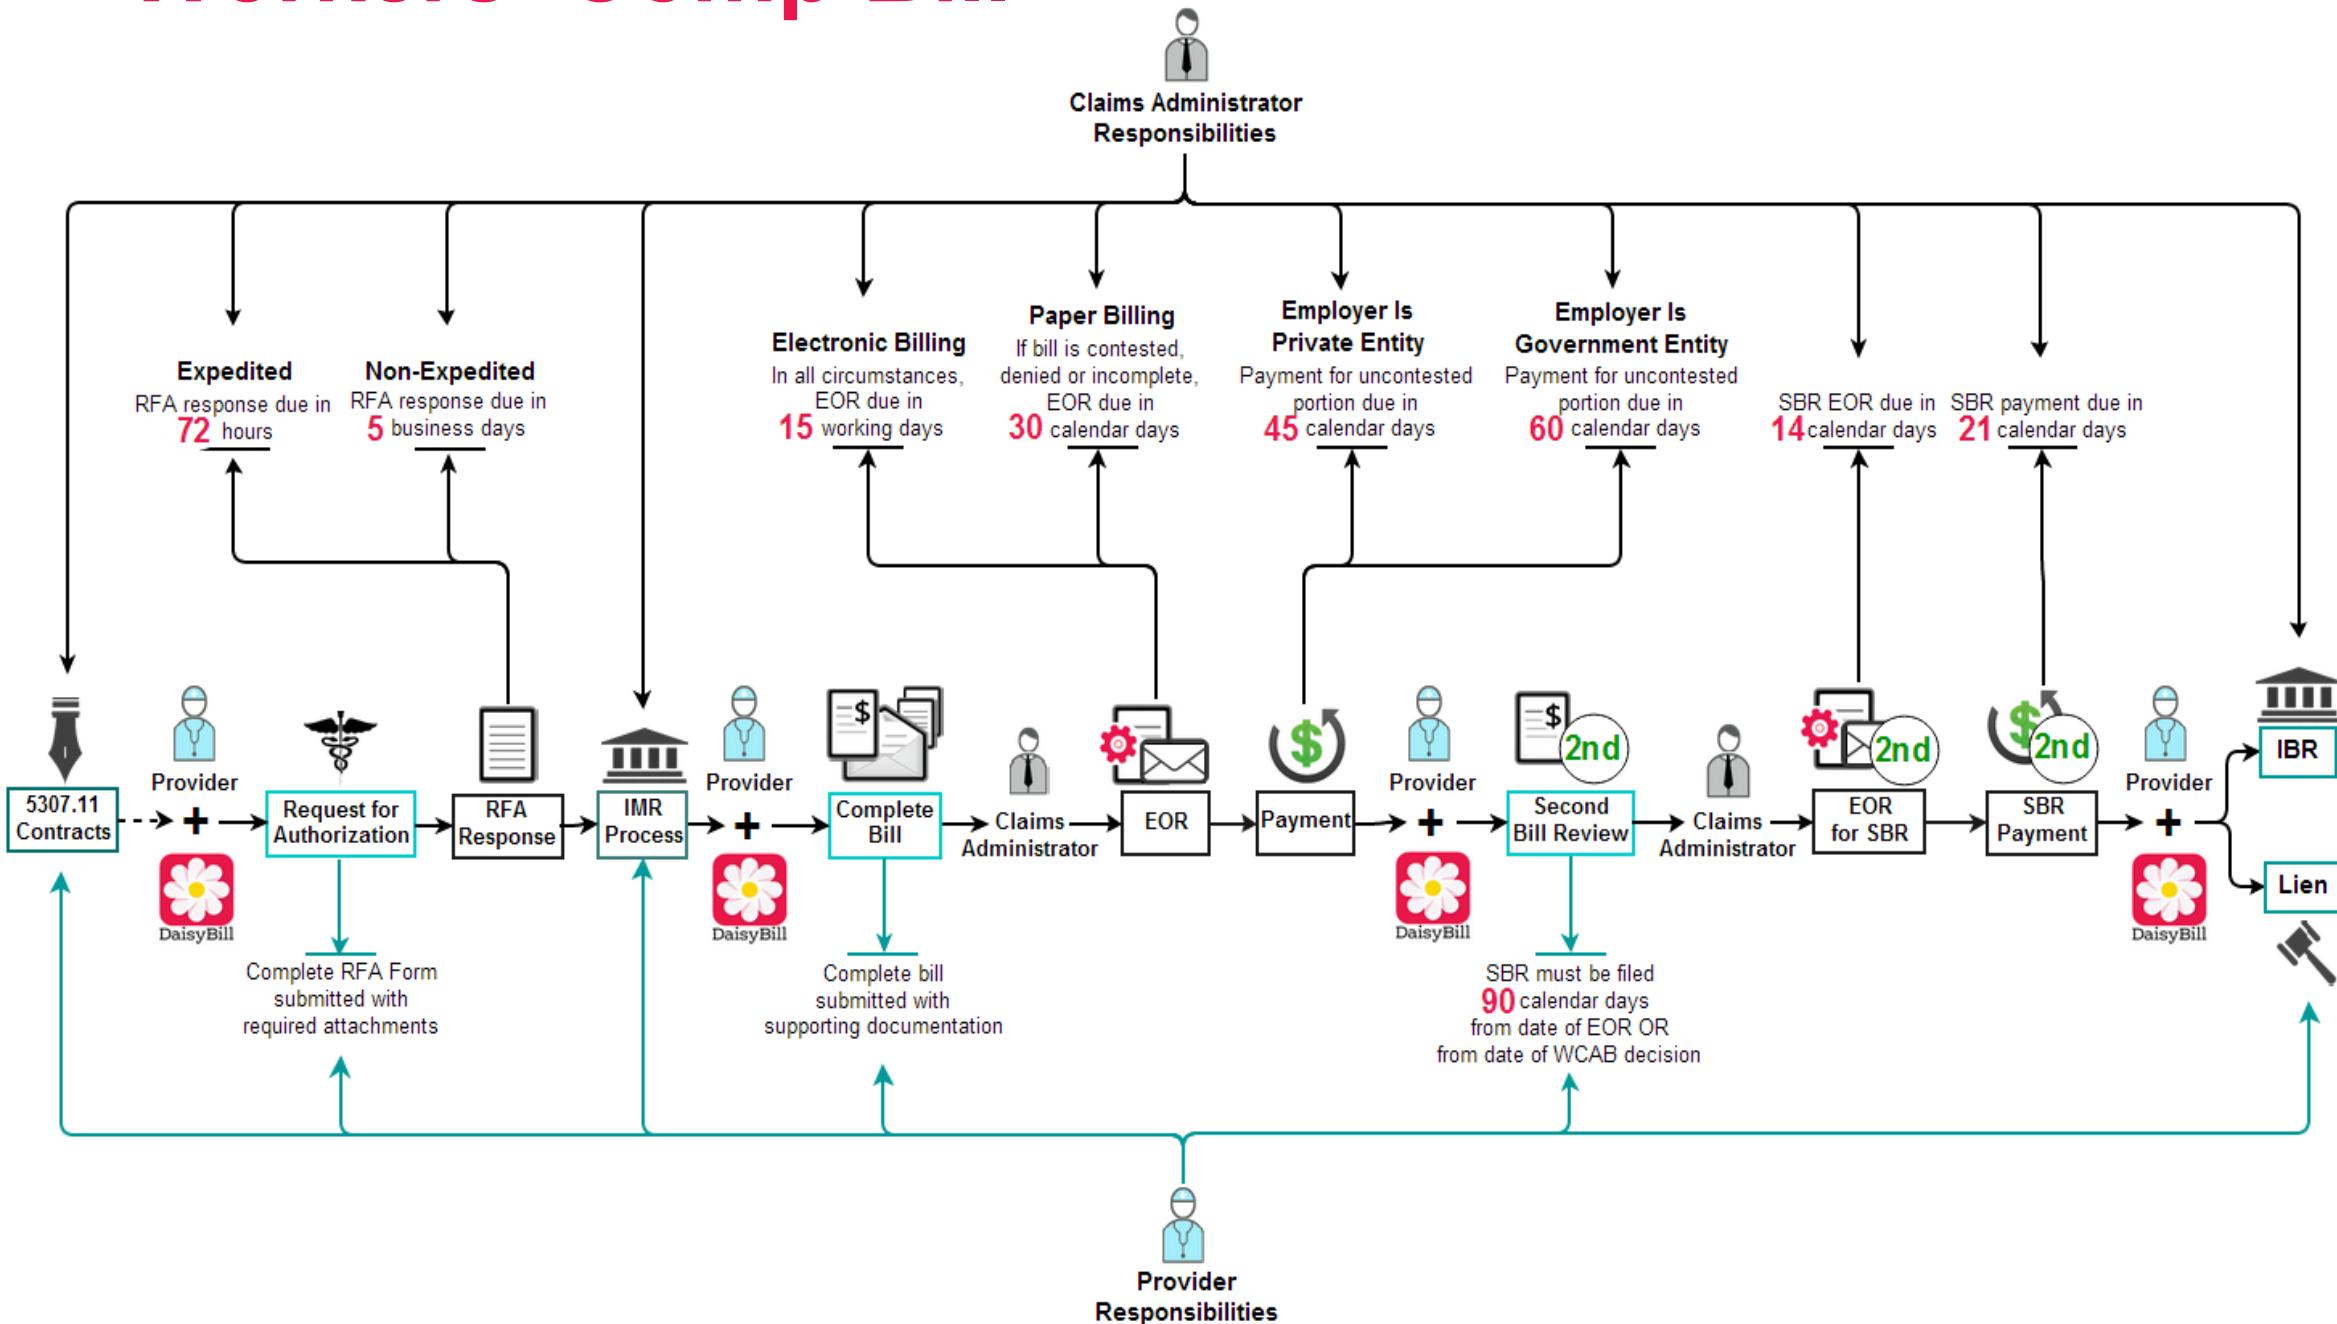 Workers' Comp Bill
Claims Administrator
Responsibilities
Expedited
RFA response due in
72 hours
Non-Expedited
RFA response due in
5 business days
Electronic Billing
In all circumstances,
EOR due in
15 working days
Paper Billing
If bill is contested,
denied or incomplete,
EOR due in
30 calendar days
Employer Is
Private Entity
Payment for uncontested
portion due in
45 calendar days
Employer Is
Government Entity
Payment for uncontested
portion due in
60 calendar days
SBR EOR due in
14 calendar days
SBR payment due in
21 calendar days
5307.11
Contracts
Provider
+
DaisyBill
Request for
Authorization
RFA
Response
IMR
Process
Provider
+
DaisyBill
$
Complete
Bill
Claims
Administrator
EOR
$
Payment
Provider
+
DaisyBill
$
2nd
Second
Bill Review
Claims
Administrator
2nd
EOR
for SBR
$
2nd
SBR
Payment
Provider
+
DaisyBill
IBR
Lien
Complete RFA Form
submitted with
required attachments
Complete bill
submitted with
supporting documentation
SBR must be filed
90 calendar days
from date of EOR OR
from date of WCAB decision
Provider
Responsibilities